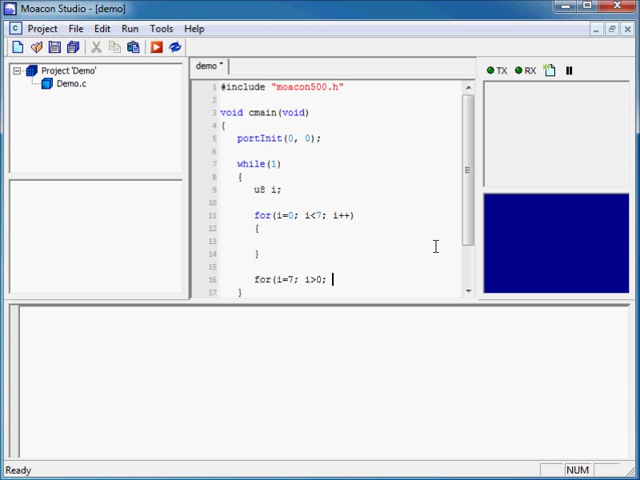 Moacon Studio - [demo]
Project File Edit Run Tools Help
demo *
TX RX
Project 'Demo'
Demo.c
1 #include "moacon500.h"
2
3 void cmain(void)
4 {
5 portInit(0, 0);
6
7 while(1)
8 {
9 u8 i;
10
11 for(i=0; i<7; i++)
12 {
13
14 }
15
16 for(i=7; i>0;
17 }
Ready
NUM